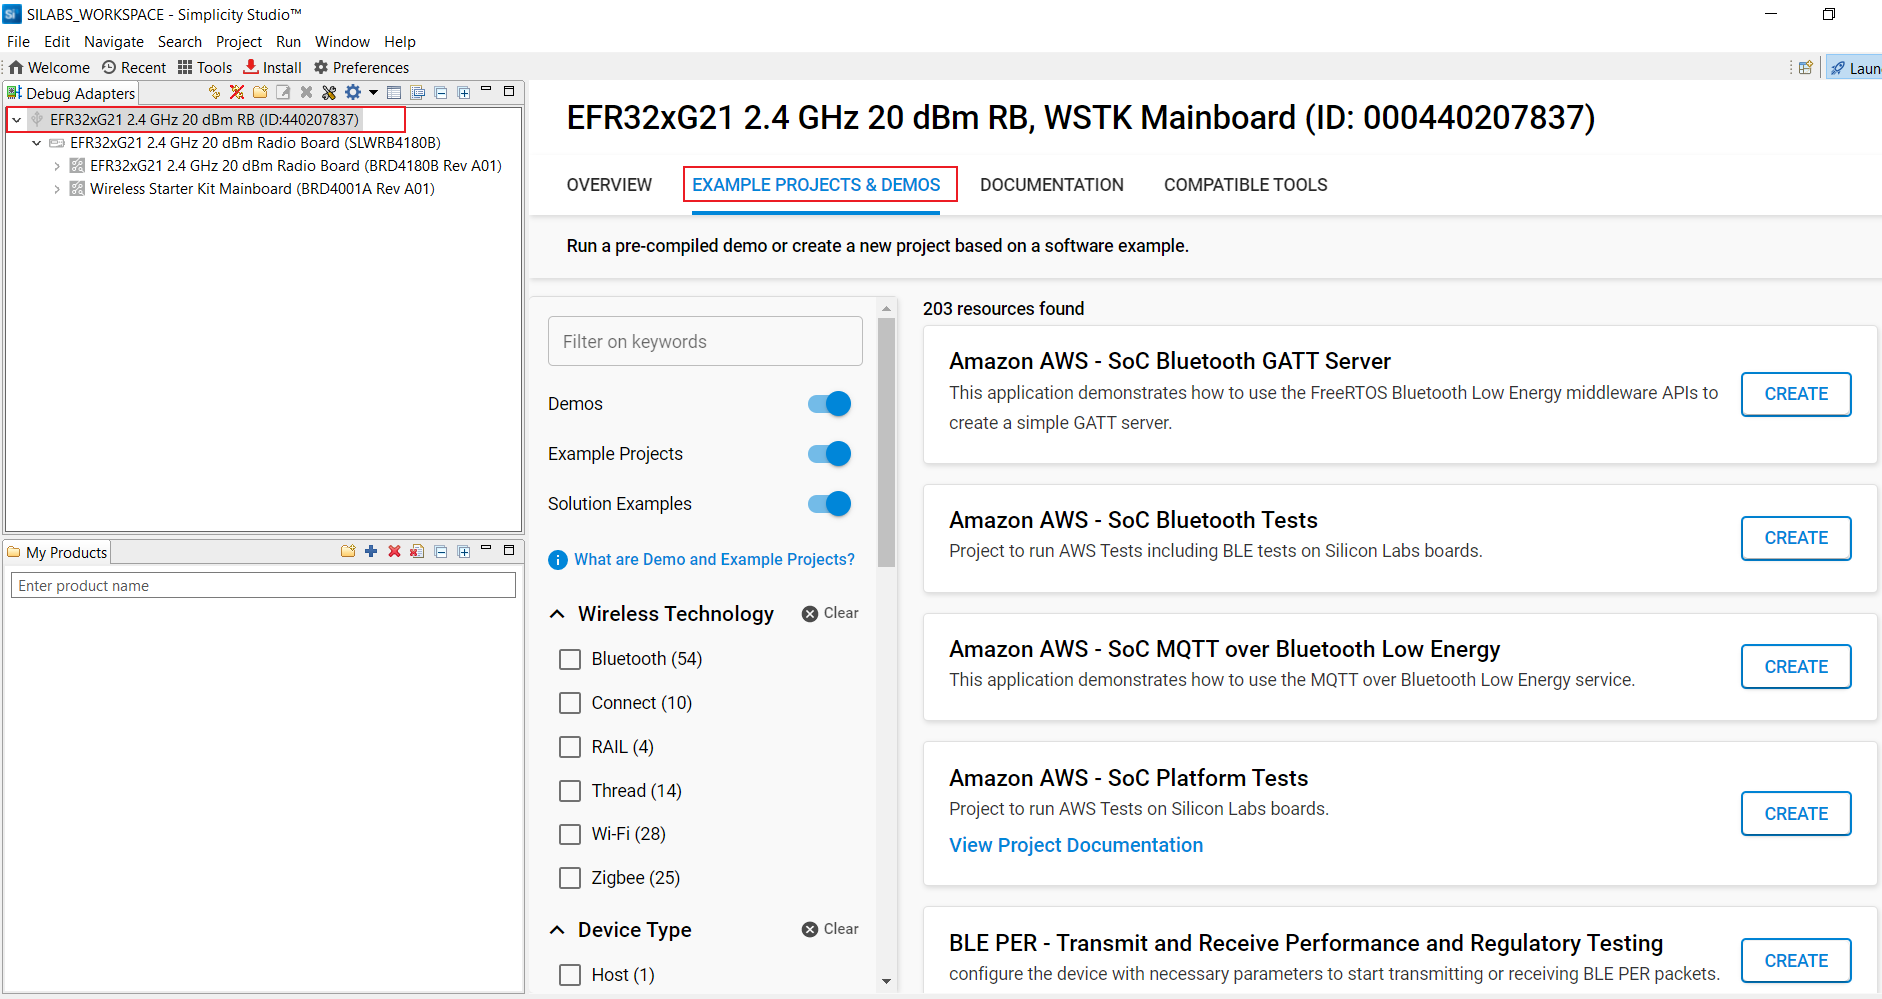 SILABS_WORKSPACE - Simplicity Studio™
File Edit Navigate Search Project Run Window Help
Welcome Recent Tools Install Preferences
Laun
Debug Adapters
EFR32xG21 2.4 GHz 20 dBm RB (ID:440207837)
EFR32xG21 2.4 GHz 20 dBm Radio Board (SLWRB4180B)
EFR32xG21 2.4 GHz 20 dBm Radio Board (BRD4180B Rev A01)
Wireless Starter Kit Mainboard (BRD4001A Rev A01)
My Products
Enter product name
EFR32xG21 2.4 GHz 20 dBm RB, WSTK Mainboard (ID: 000440207837)
OVERVIEW EXAMPLE PROJECTS & DEMOS DOCUMENTATION COMPATIBLE TOOLS
Run a pre-compiled demo or create a new project based on a software example.
Filter on keywords
Demos
Example Projects
Solution Examples
What are Demo and Example Projects?
Wireless Technology Clear
Bluetooth (54)
Connect (10)
RAIL (4)
Thread (14)
Wi-Fi (28)
Zigbee (25)
Device Type Clear
Host (1)
203 resources found
Amazon AWS - SoC Bluetooth GATT Server
This application demonstrates how to use the FreeRTOS Bluetooth Low Energy middleware APIs to
create a simple GATT server.
CREATE
Amazon AWS - SoC Bluetooth Tests
Project to run AWS Tests including BLE tests on Silicon Labs boards.
CREATE
Amazon AWS - SoC MQTT over Bluetooth Low Energy
This application demonstrates how to use the MQTT over Bluetooth Low Energy service.
CREATE
Amazon AWS - SoC Platform Tests
Project to run AWS Tests on Silicon Labs boards.
View Project Documentation
CREATE
BLE PER - Transmit and Receive Performance and Regulatory Testing
configure the device with necessary parameters to start transmitting or receiving BLE PER packets.
CREATE